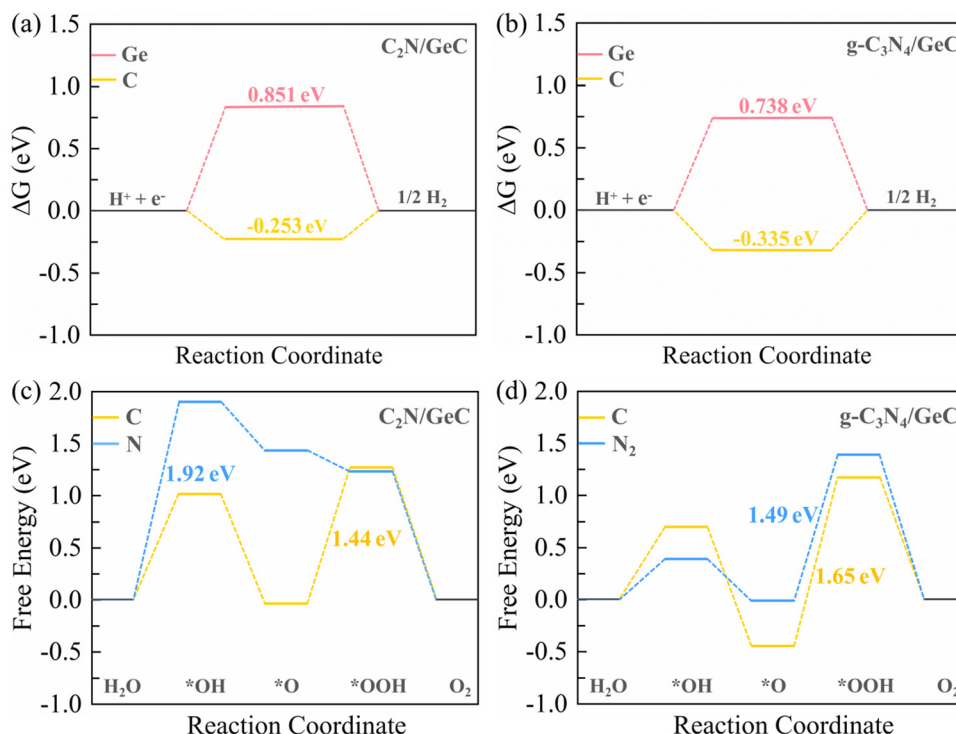 (a)
1.5
1.0
0.5
0.0
-0.5
-1.0
ΔG (eV)
Ge
C
C₂N/GeC
0.851 eV
H⁺ + e⁻
1/2 H₂
-0.253 eV
Reaction Coordinate
(b)
1.5
1.0
0.5
0.0
-0.5
-1.0
ΔG (eV)
Ge
C
g-C₃N₄/GeC
0.738 eV
H⁺ + e⁻
1/2 H₂
-0.335 eV
Reaction Coordinate
(c)
2.0
1.5
1.0
0.5
0.0
-0.5
-1.0
Free Energy (eV)
C
N
C₂N/GeC
1.92 eV
1.44 eV
H₂O *OH *O *OOH O₂
Reaction Coordinate
(d)
2.0
1.5
1.0
0.5
0.0
-0.5
-1.0
Free Energy (eV)
C
N₂
g-C₃N₄/GeC
1.49 eV
1.65 eV
H₂O *OH *O *OOH O₂
Reaction Coordinate